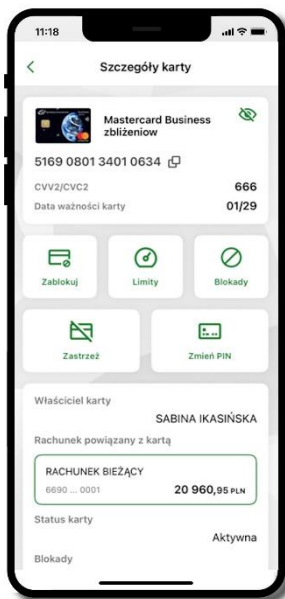 11:18
Szczegóły karty
Mastercard Business
zbliżeniow
5169 0801 3401 0634
CVV2/CVC2 666
Data ważności karty 01/29
Zablokuj Limity Blokady
Zastrzeż Zmień PIN
Właściciel karty
SABINA IKASIŃSKA
Rachunek powiązany z kartą
RACHUNEK BIEŻĄCY
6690 ... 0001 20 960,95 PLN
Status karty
Aktywna
Blokady